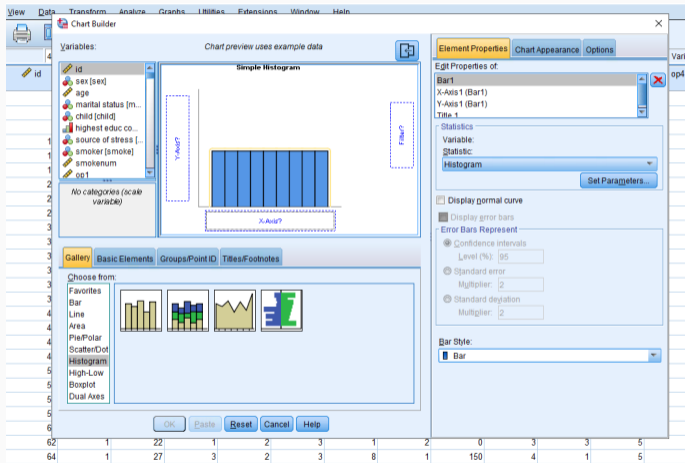 View Data Transform Analyze Graphs Utilities Extensions Window Help
Chart Builder
Variables:
Chart preview uses example data
id
sex [sex]
age
marital status [m...
child [child]
highest educ co...
source of stress [...
smoker [smoke]
smokenum
op1
No categories (scale
variable)
Simple Histogram
Y-Axis?
Filter?
X-Axis?
Gallery Basic Elements Groups/Point ID Titles/Footnotes
Choose from:
Favorites
Bar
Line
Area
Pie/Polar
Scatter/Dot
Histogram
High-Low
Boxplot
Dual Axes
OK Paste Reset Cancel Help
Element Properties Chart Appearance Options
Edit Properties of:
Bar1
X-Axis1 (Bar1)
Y-Axis1 (Bar1)
Title 1
Statistics
Variable:
Statistic:
Histogram
Set Parameters...
Display normal curve
Display error bars
Error Bars Represent
Confidence intervals
Level (%): 95
Standard error
Multiplier: 2
Standard deviation
Multiplier: 2
Bar Style:
Bar
id
op4
62 1 22 1 2 3 1 2 0 3 3 5
64 1 27 3 2 3 8 1 150 4 1 5